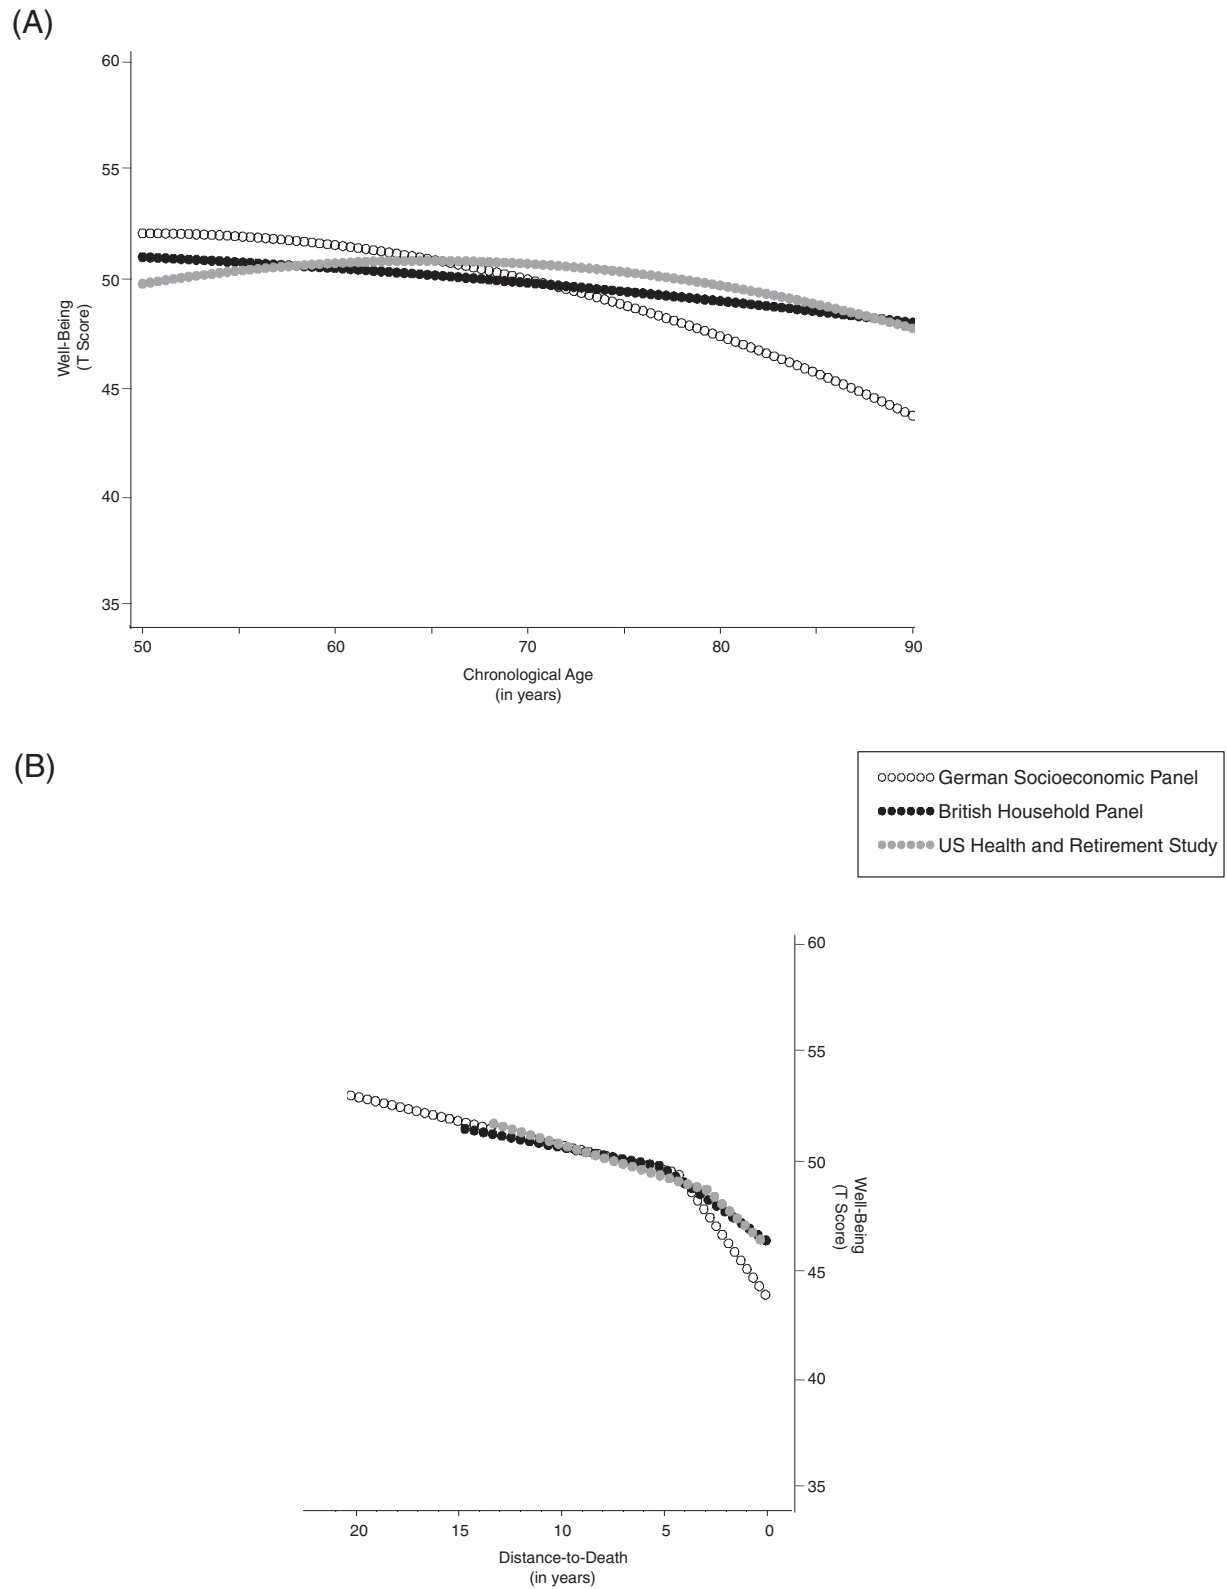 (A)
60
55
50
45
40
35
Well-Being
(T Score)
50
60
70
80
90
Chronological Age
(in years)
(B)
German Socioeconomic Panel
British Household Panel
US Health and Retirement Study
60
55
50
45
40
35
Well-Being
(T Score)
20
15
10
5
0
Distance-to-Death
(in years)